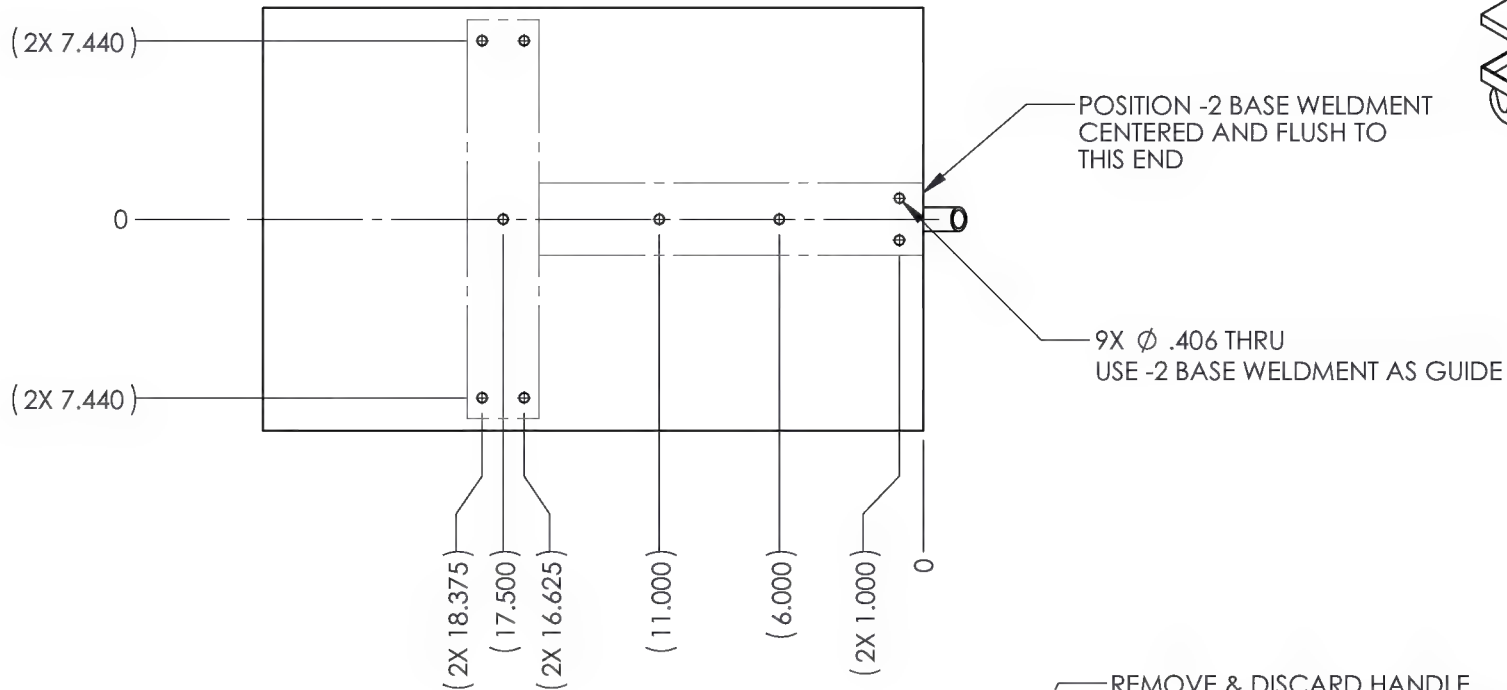 (2X 7.440)
POSITION -2 BASE WELDMENT
CENTERED AND FLUSH TO
THIS END
0
9X Ø .406 THRU
USE -2 BASE WELDMENT AS GUIDE
(2X 7.440)
(2X 18.375)
(17.500)
(2X 16.625)
(11.000)
(6.000)
(2X 1.000)
0
REMOVE & DISCARD HANDLE